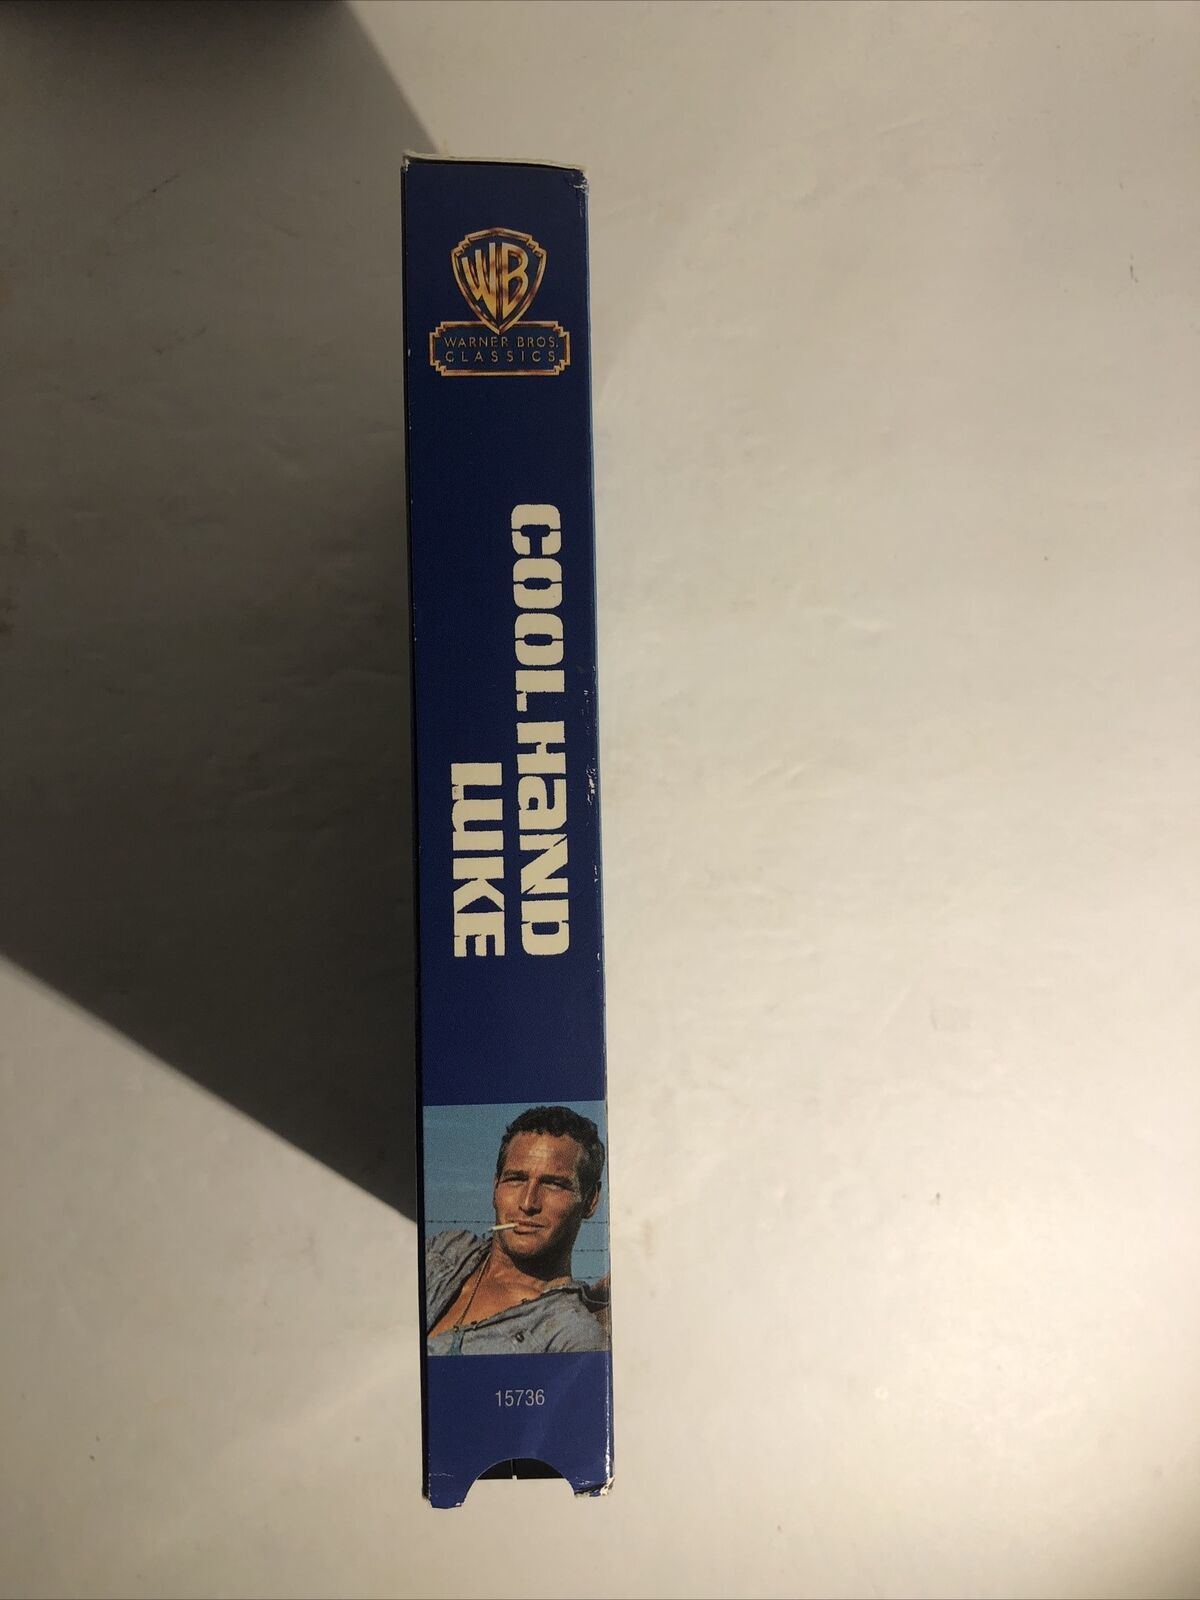 WB
WARNER BROS.
CLASSICS
COOL HaND
LUKE
15736